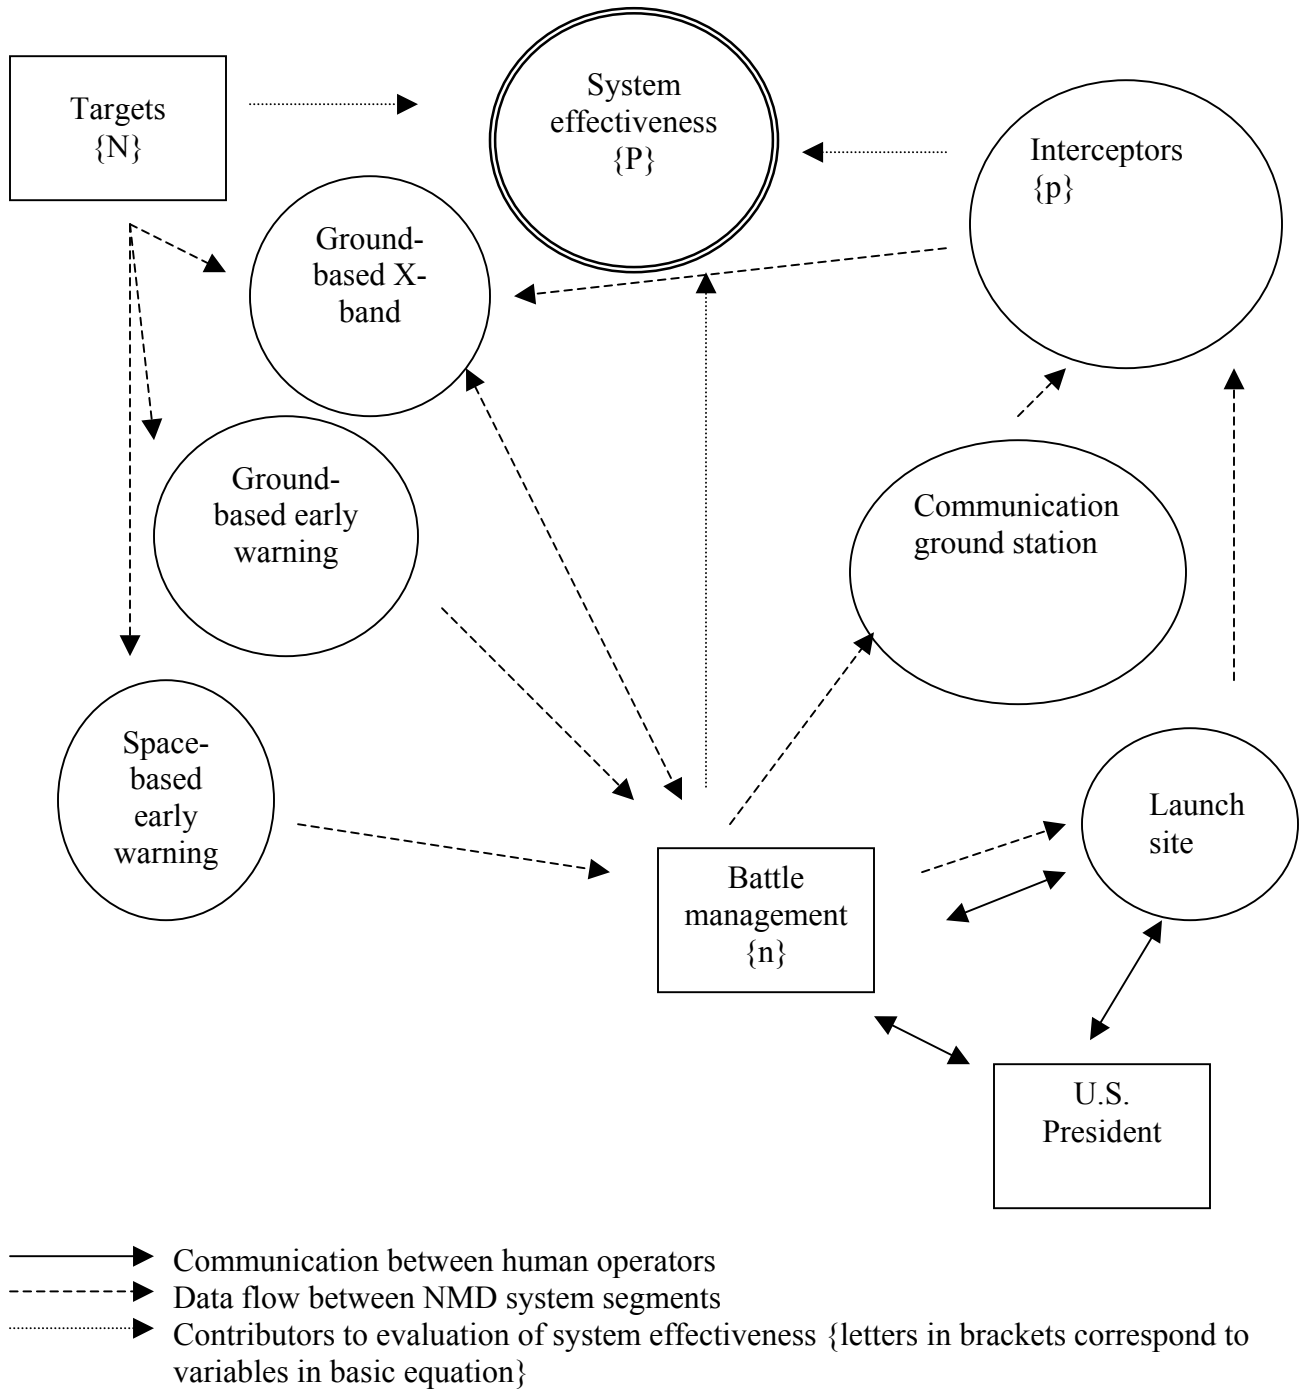 Targets
{N}
System
effectiveness
{P}
Interceptors
{p}
Ground-
based X-
band
Ground-
based early
warning
Communication
ground station
Space-
based
early
warning
Launch
site
Battle
management
{n}
U.S.
President
Communication between human operators
Data flow between NMD system segments
Contributors to evaluation of system effectiveness {letters in brackets correspond to
variables in basic equation}